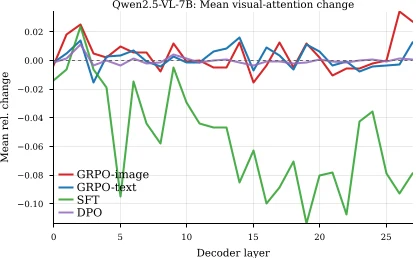 Qwen2.5-VL-7B: Mean visual-attention change
Mean rel. change
0.02
0.00
−0.02
−0.04
−0.06
−0.08
−0.10
GRPO-image
GRPO-text
SFT
DPO
0
5
10
15
20
25
Decoder layer